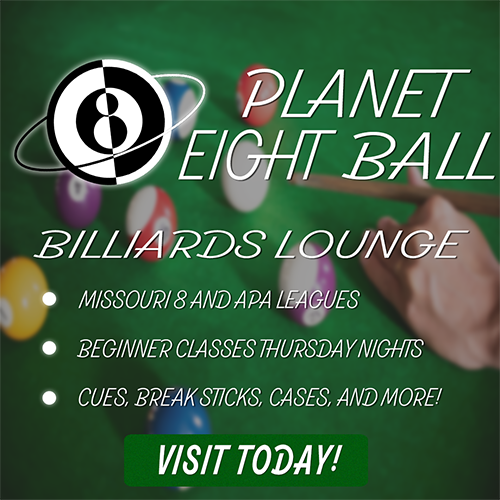 8
PLANET
EIGHT BALL
BILLIARDS LOUNGE
MISSOURI 8 AND APA LEAGUES
BEGINNER CLASSES THURSDAY NIGHTS
CUES, BREAK STICKS, CASES, AND MORE!
VISIT TODAY!